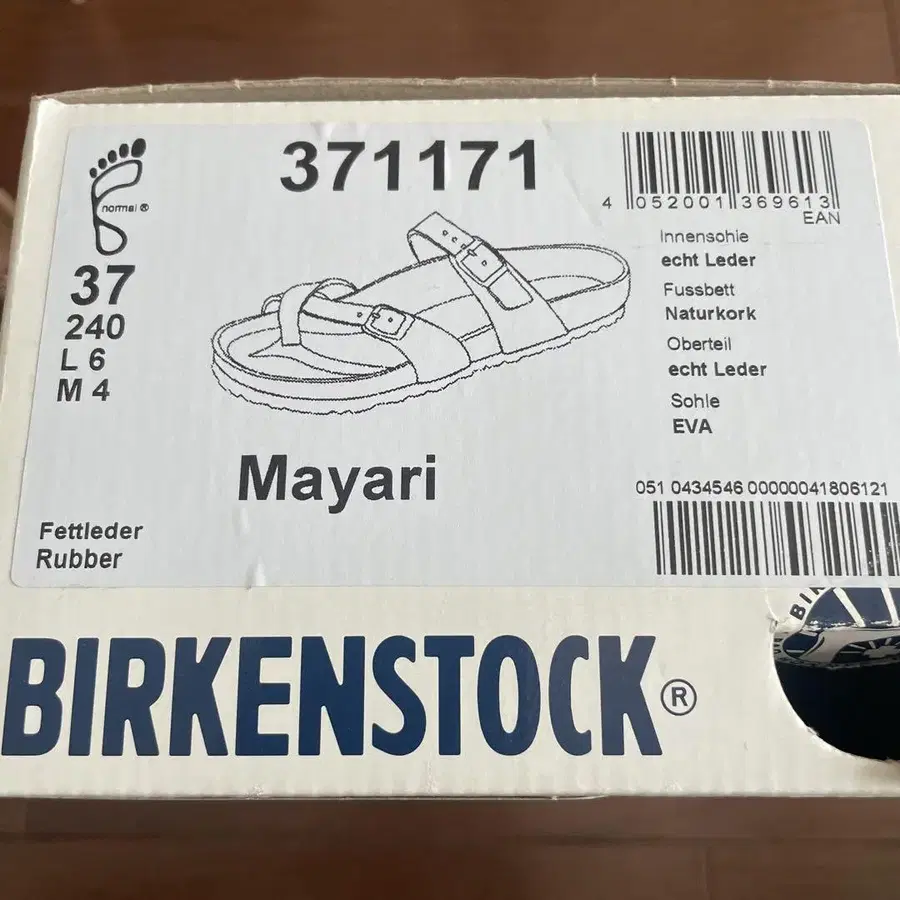 normal®
37
240
L 6
M 4
371171
Mayari
Fettleder
Rubber
4 052001 369613
EAN
Innensohle
echt Leder
Fussbett
Naturkork
Oberteil
echt Leder
Sohle
EVA
051 0434546 00000041806121
BIRKENSTOCK®